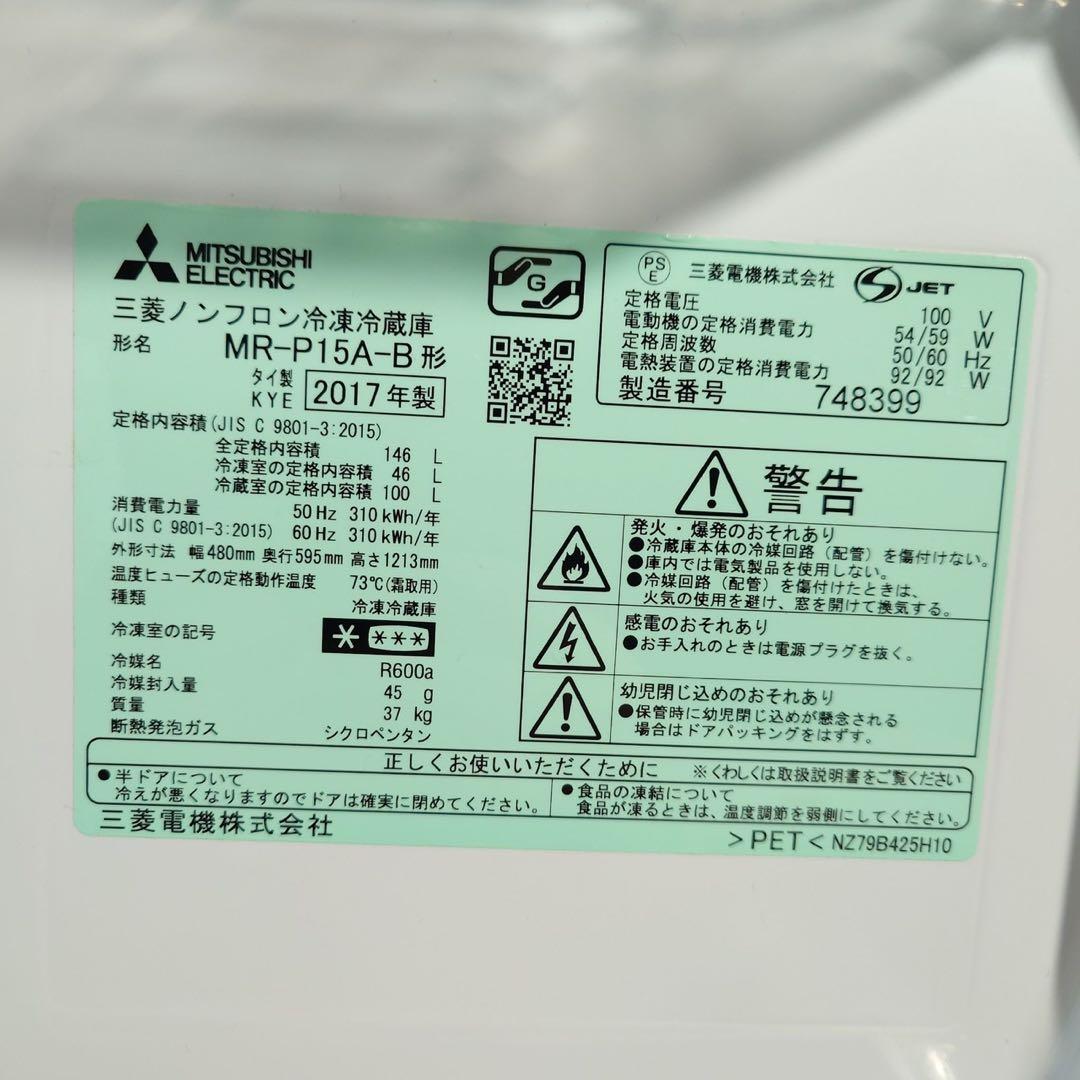 MITSUBISHI
ELECTRIC
三菱ノンフロン冷凍冷蔵庫
形名 MR-P15A-B形
タイ製
KYE 2017年製
定格内容積(JIS C 9801-3:2015)
全定格内容積 146 L
冷凍室の定格内容積 46 L
冷蔵室の定格内容積 100 L
消費電力量 50Hz 310kWh/年
(JIS C 9801-3:2015) 60Hz 310kWh/年
外形寸法 幅480mm 奥行595mm 高さ1213mm
温度ヒューズの定格動作温度 73℃(霜取用)
種類 冷凍冷蔵庫
冷凍室の記号
冷媒名 R600a
冷媒封入量 45 g
質量 37 kg
断熱発泡ガス シクロペンタン
G
PS
E
三菱電機株式会社
S JET
定格電圧 100 V
電動機の定格消費電力 54/59 W
定格周波数 50/60 Hz
電熱装置の定格消費電力 92/92 W
製造番号 748399
警告
発火・爆発のおそれあり
●冷蔵庫本体の冷媒回路(配管)を傷付けない。
●庫内では電気製品を使用しない。
●冷媒回路(配管)を傷付けたときは、
火気の使用を避け、窓を開けて換気する。
感電のおそれあり
●お手入れのときは電源プラグを抜く。
幼児閉じ込めのおそれあり
●保管時に幼児閉じ込めが懸念される
場合はドアパッキングをはずす。
正しくお使いいただくために ※くわしくは取扱説明書をご覧ください
●半ドアについて
冷えが悪くなりますのでドアは確実に閉めてください。
●食品の凍結について
食品が凍るときは、温度調節を弱側にしてください。
三菱電機株式会社
>PET< NZ79B425H10